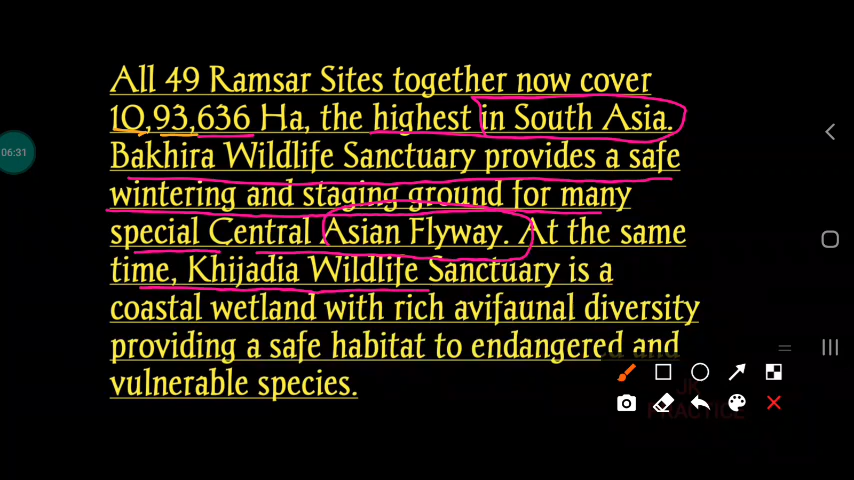 All 49 Ramsar Sites together now cover
10,93,636 Ha, the highest in South Asia.
Bakhira Wildlife Sanctuary provides a safe
wintering and staging ground for many
special Central Asian Flyway. At the same
time, Khijadia Wildlife Sanctuary is a
coastal wetland with rich avifaunal diversity
providing a safe habitat to endangered and
vulnerable species.
06:31
JK
PRACTICE